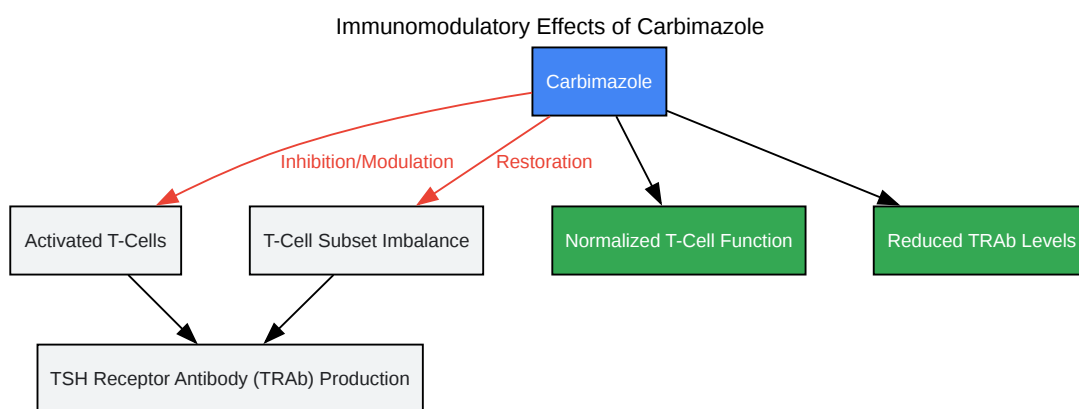 Immunomodulatory Effects of Carbimazole
Carbimazole
Inhibition/Modulation
Restoration
Activated T-Cells
T-Cell Subset Imbalance
Normalized T-Cell Function
Reduced TRAb Levels
TSH Receptor Antibody (TRAb) Production